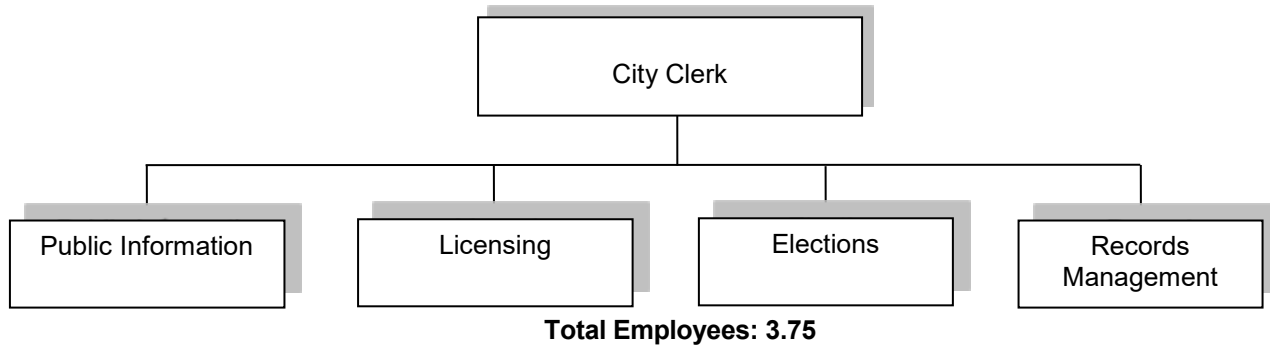 City Clerk
Public Information
Licensing
Elections
Records
Management
Total Employees: 3.75